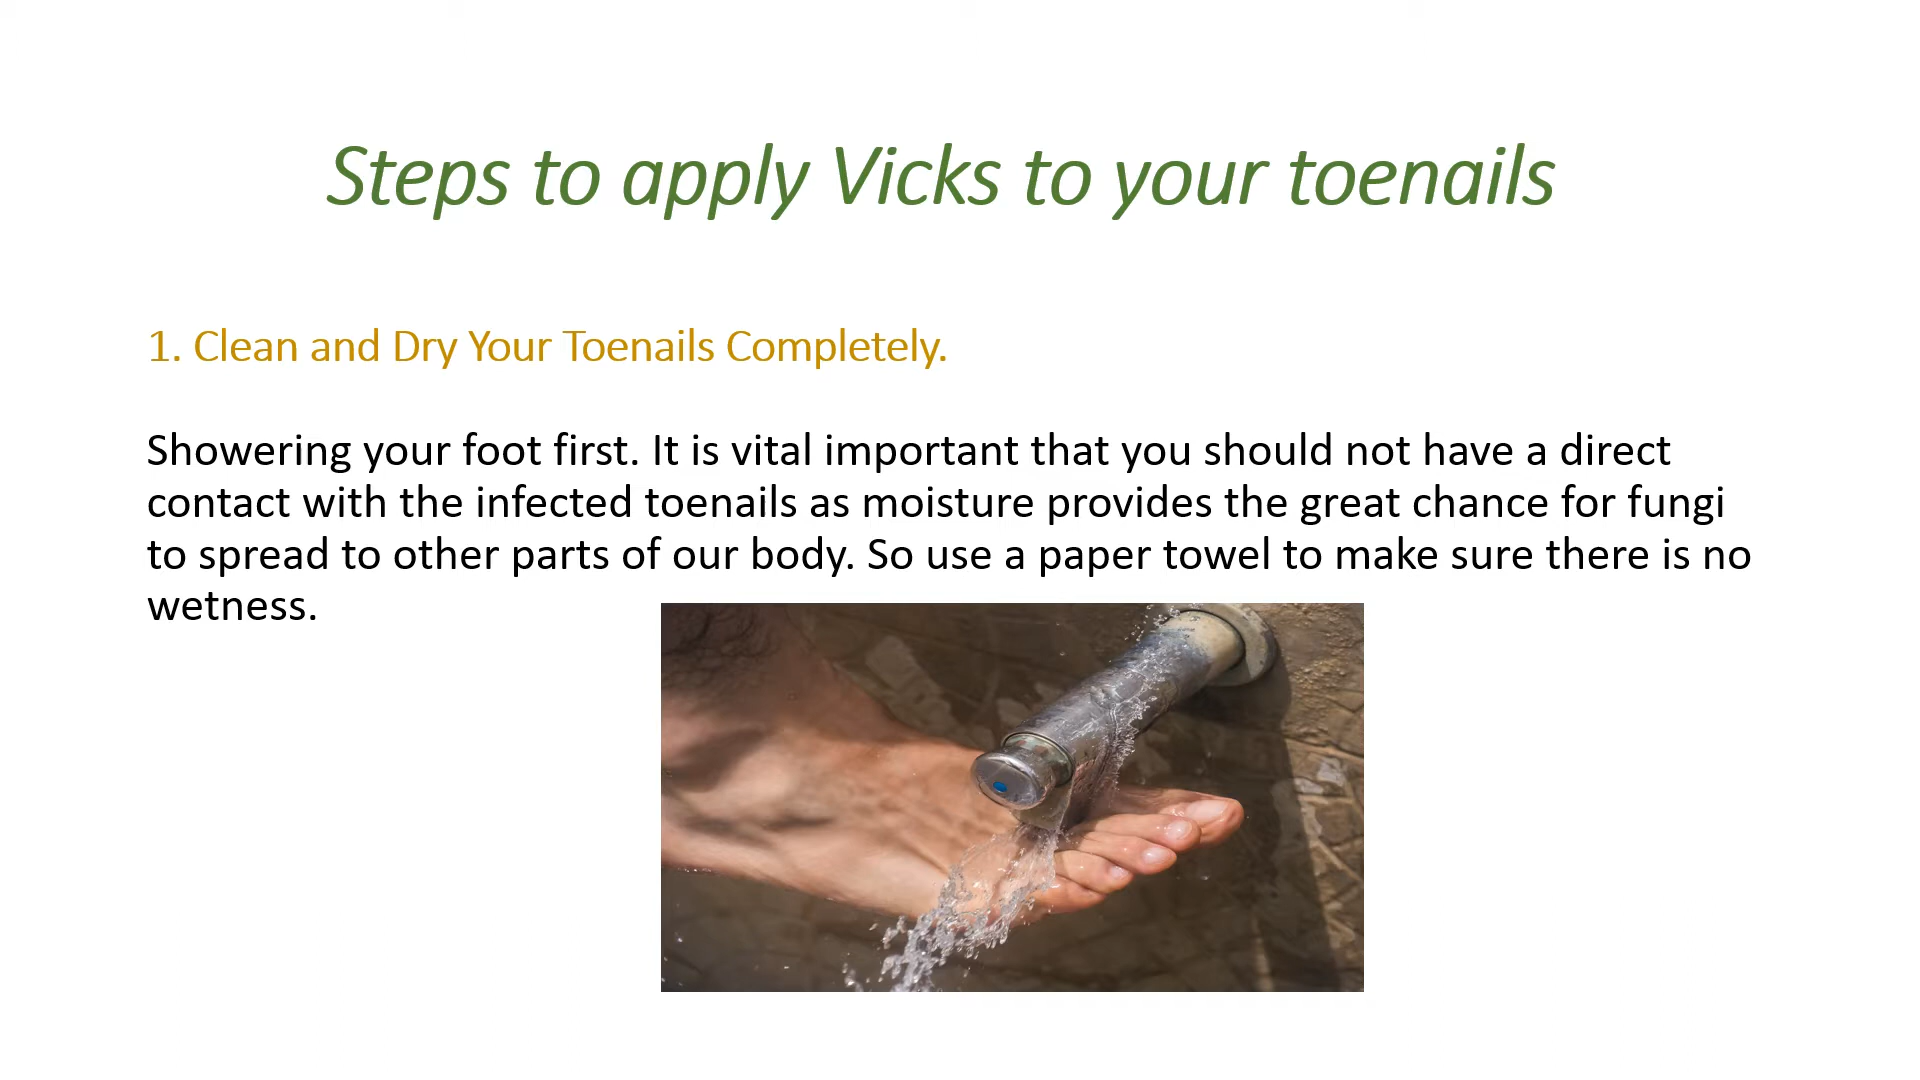 Steps to apply Vicks to your toenails
1. Clean and Dry Your Toenails Completely.
Showering your foot first. It is vital important that you should not have a direct
contact with the infected toenails as moisture provides the great chance for fungi
to spread to other parts of our body. So use a paper towel to make sure there is no
wetness.